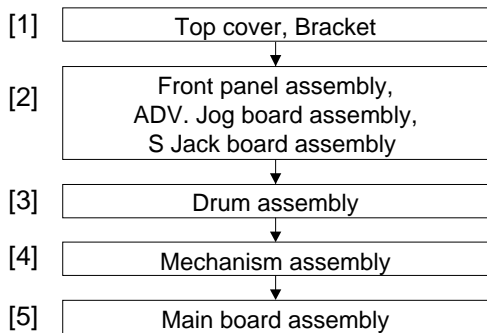 [1] Top cover, Bracket
[2] Front panel assembly,
ADV. Jog board assembly,
S Jack board assembly
[3] Drum assembly
[4] Mechanism assembly
[5] Main board assembly